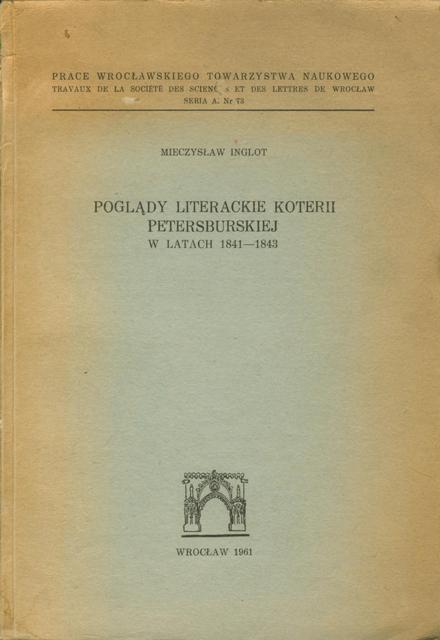 PRACE WROCŁAWSKIEGO TOWARZYSTWA NAUKOWEGO
TRAVAUX DE LA SOCIÉTÉ DES SCIENC S ET DES LETTRES DE WROCŁAW
SERIA A. Nr 73
MIECZYSŁAW INGLOT
POGLĄDY LITERACKIE KOTERII
PETERSBURSKIEJ
W LATACH 1841—1843
WROCŁAW 1961